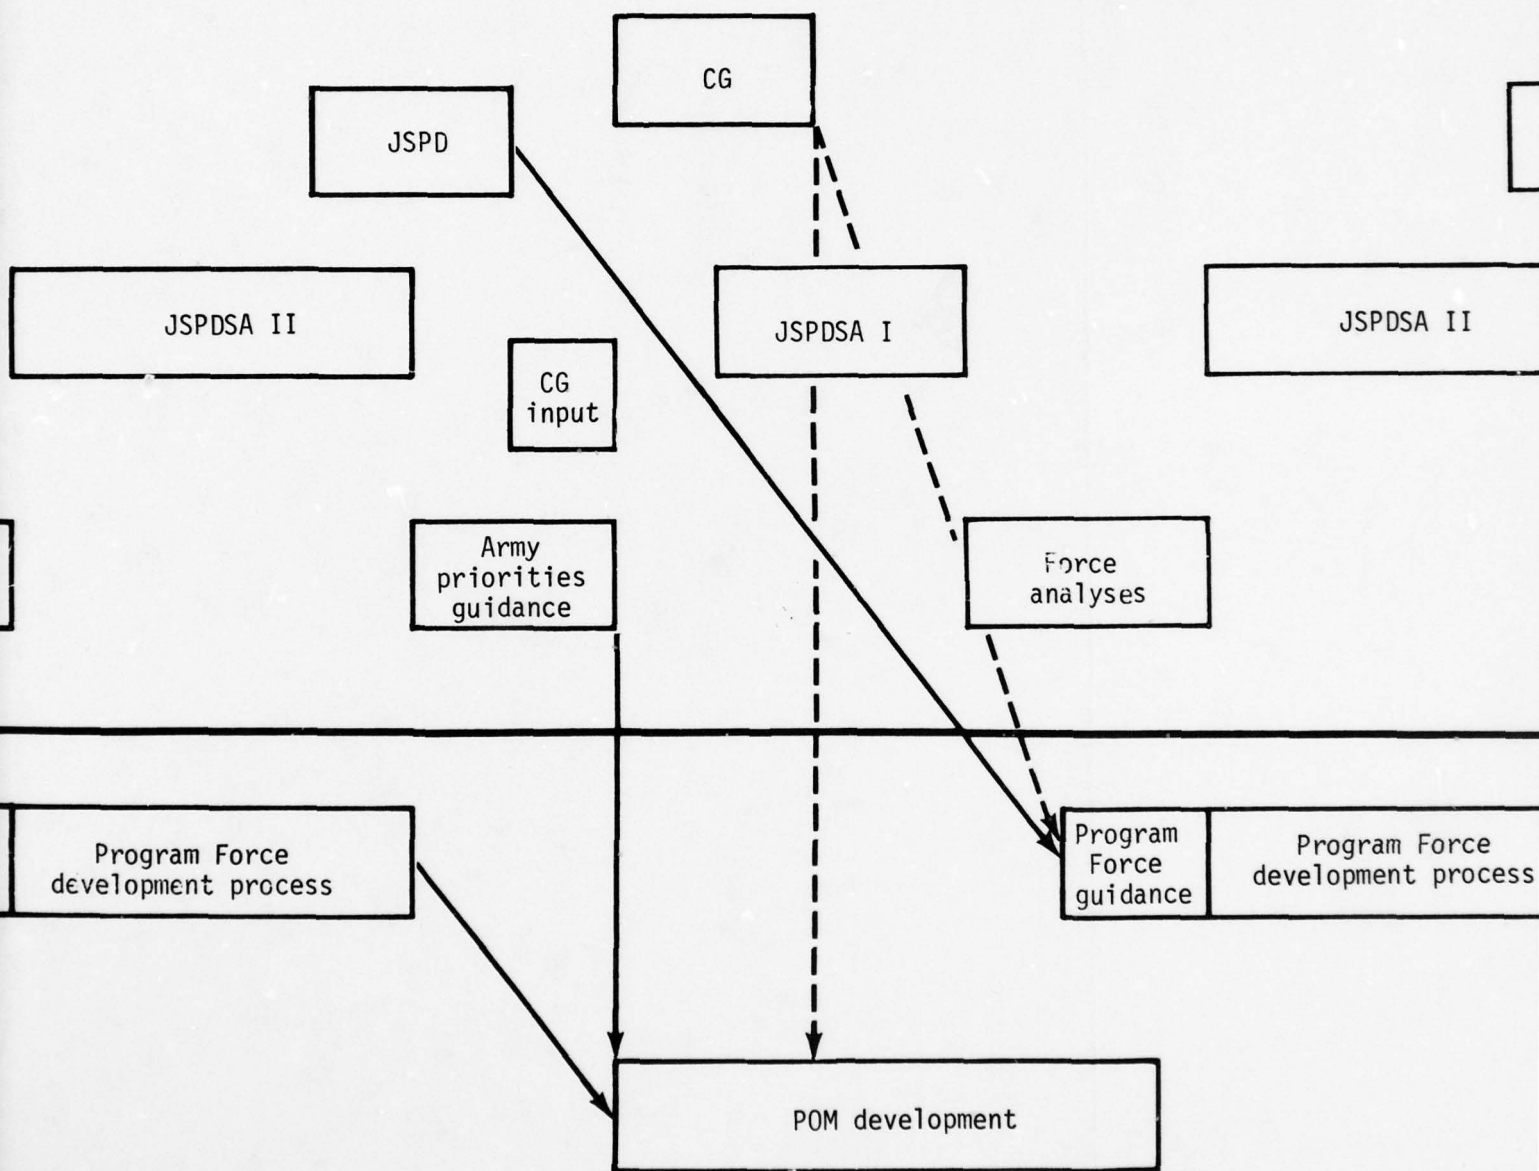 CG
JSPD
JSPDSA II
JSPDSA I
JSPDSA II
CG
input
Army
priorities
guidance
Force
analyses
Program Force
development process
Program
Force
guidance
Program Force
development process
POM development